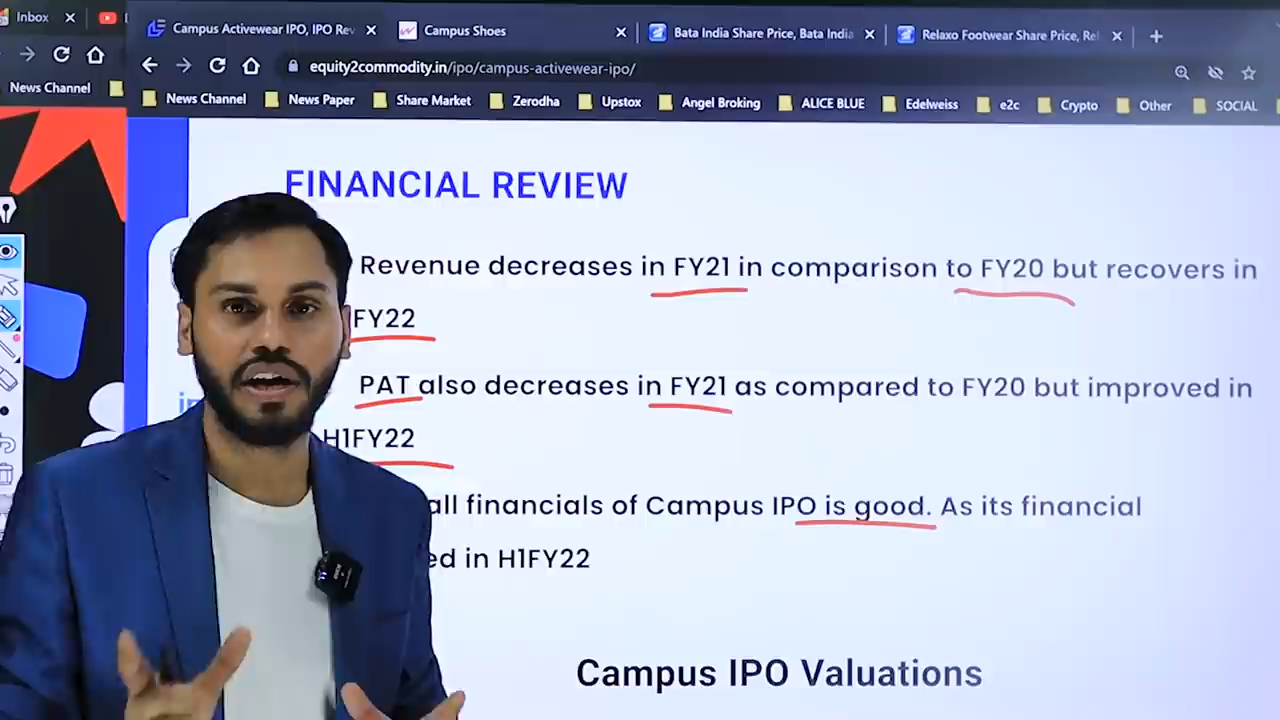 Inbox
Campus Activewear IPO, IPO Rev
Campus Shoes
Bata India Share Price, Bata India
Relaxo Footwear Share Price, Rel
equity2commodity.in/ipo/campus-activewear-ipo/
News Channel
News Channel
News Paper
Share Market
Zerodha
Upstox
Angel Broking
ALICE BLUE
Edelweiss
e2c
Crypto
Other
SOCIAL
FINANCIAL REVIEW
Revenue decreases in FY21 in comparison to FY20 but recovers in
FY22
PAT also decreases in FY21 as compared to FY20 but improved in
H1FY22
all financials of Campus IPO is good. As its financial
ed in H1FY22
Campus IPO Valuations